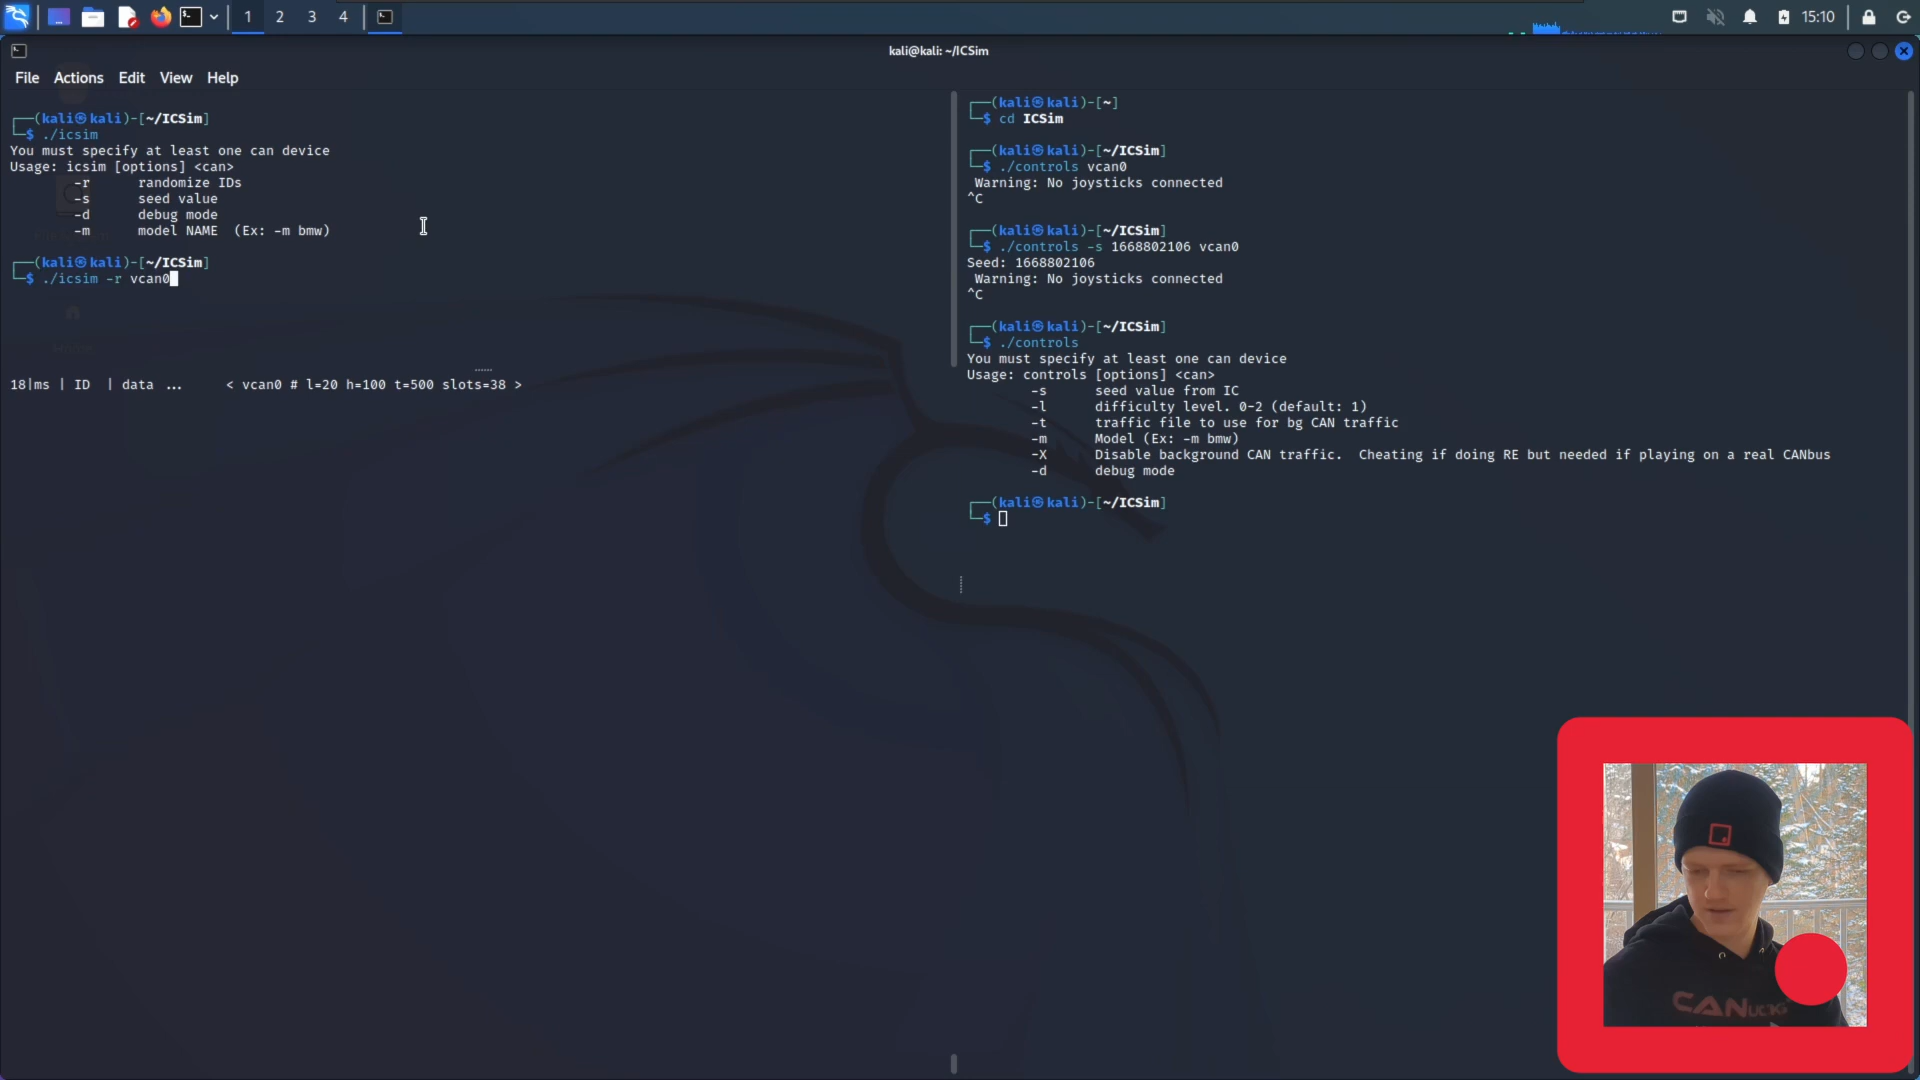 1 2 3 4 15:10
kali@kali: ~/ICSim
File Actions Edit View Help
┌──(kali㉿kali)-[~/ICSim]
└─$ ./icsim
You must specify at least one can device
Usage: icsim [options] <can>
-r randomize IDs
-s seed value
-d debug mode
-m model NAME (Ex: -m bmw)
┌──(kali㉿kali)-[~/ICSim]
└─$ ./icsim -r vcan0
18|ms | ID | data ... < vcan0 # l=20 h=100 t=500 slots=38 >
┌──(kali㉿kali)-[~]
└─$ cd ICSim
┌──(kali㉿kali)-[~/ICSim]
└─$ ./controls vcan0
Warning: No joysticks connected
^C
┌──(kali㉿kali)-[~/ICSim]
└─$ ./controls -s 1668802106 vcan0
Seed: 1668802106
Warning: No joysticks connected
^C
┌──(kali㉿kali)-[~/ICSim]
└─$ ./controls
You must specify at least one can device
Usage: controls [options] <can>
-s seed value from IC
-l difficulty level. 0-2 (default: 1)
-t traffic file to use for bg CAN traffic
-m Model (Ex: -m bmw)
-X Disable background CAN traffic. Cheating if doing RE but needed if playing on a real CANbus
-d debug mode
┌──(kali㉿kali)-[~/ICSim]
└─$